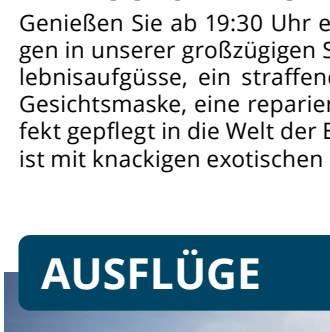 Genießen Sie ab 19:30 Uhr
gen in unserer großzügigen
lebnisaufgüsse, ein
Gesichtsmaske, eine
fekt gepflegt in die Welt der
ist mit knackigen exotischen
AUSFLÜGE